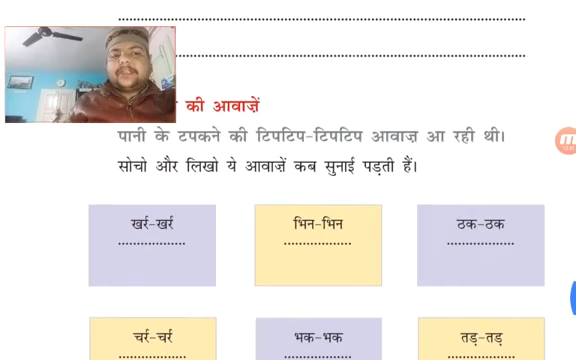 की आवाज़ें
पानी के टपकने की टिपटिप-टिपटिप आवाज़ आ रही थी।
सोचो और लिखो ये आवाज़ें कब सुनाई पड़ती हैं।
खर्र-खर्र भिन-भिन ठक-ठक
चर्र-चर्र भक-भक तड़-तड़